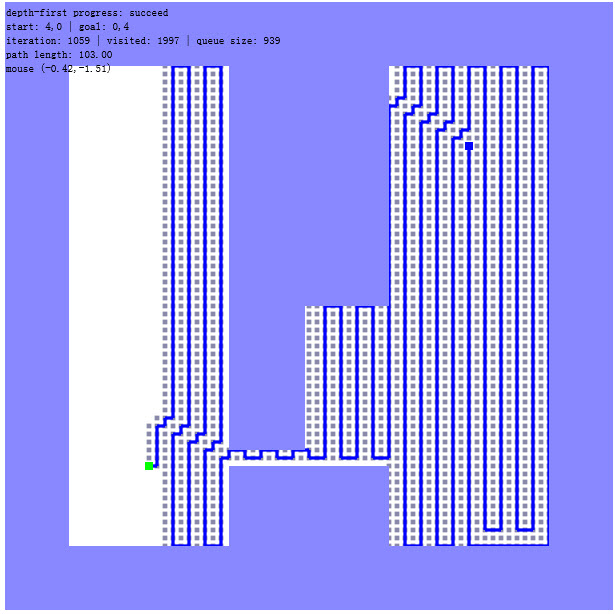 depth-first progress: succeed
start: 4,0 | goal: 0,4
iteration: 1059 | visited: 1997 | queue size: 939
path length: 103.00
mouse (-0.42,-1.51)